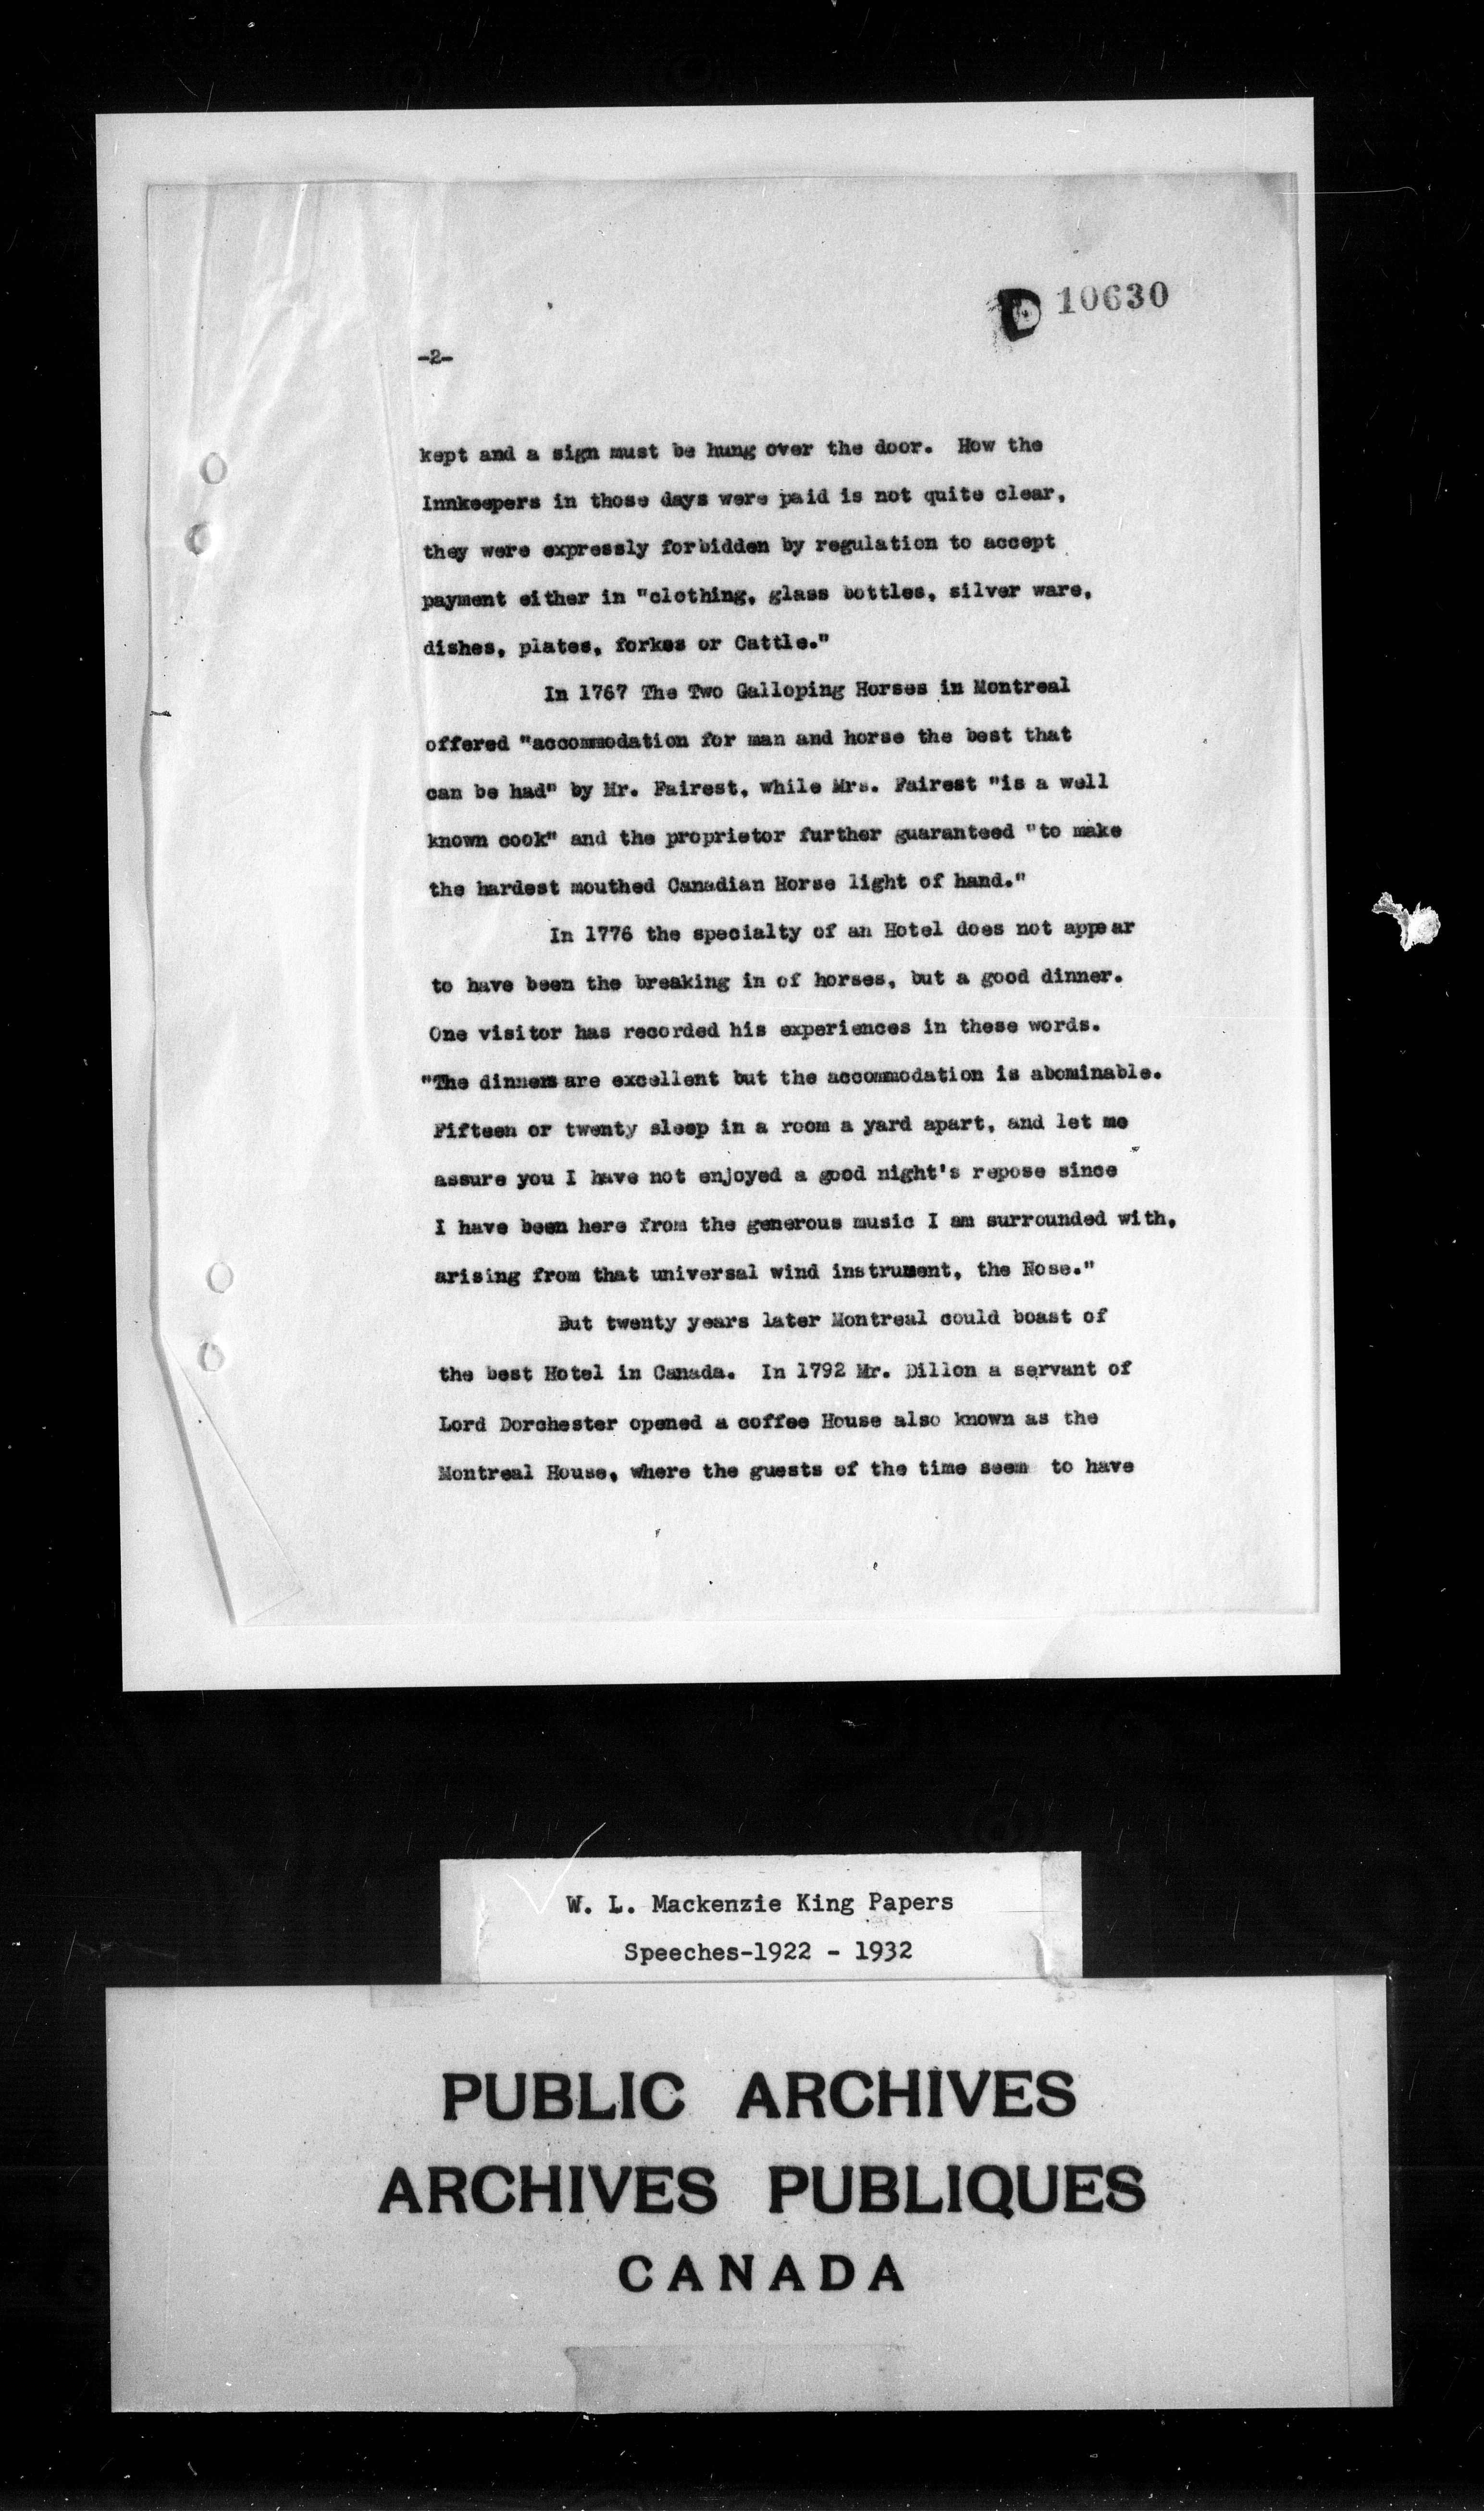 D 10630
-2-
kept and a sign must be hung over the door. How the
Innkeepers in those days were paid is not quite clear,
they were expressly forbidden by regulation to accept
payment either in "clothing, glass bottles, silver ware,
dishes, plates, forkes or Cattle."
In 1767 The Two Galloping Horses in Montreal
offered "accommodation for man and horse the best that
can be had" by Mr. Fairest, while Mrs. Fairest "is a well
known cook" and the proprietor further guaranteed "to make
the hardest mouthed Canadian Horse light of hand."
In 1776 the specialty of an Hotel does not appear
to have been the breaking in of horses, but a good dinner.
One visitor has recorded his experiences in these words.
"The dinners are excellent but the accommodation is abominable.
Fifteen or twenty sleep in a room a yard apart, and let me
assure you I have not enjoyed a good night's repose since
I have been here from the generous music I am surrounded with,
arising from that universal wind instrument, the Nose."
But twenty years later Montreal could boast of
the best Hotel in Canada. In 1792 Mr. Dillon a servant of
Lord Dorchester opened a coffee House also known as the
Montreal House, where the guests of the time seem to have
W. L. Mackenzie King Papers
Speeches-1922 - 1932
PUBLIC ARCHIVES
ARCHIVES PUBLIQUES
CANADA